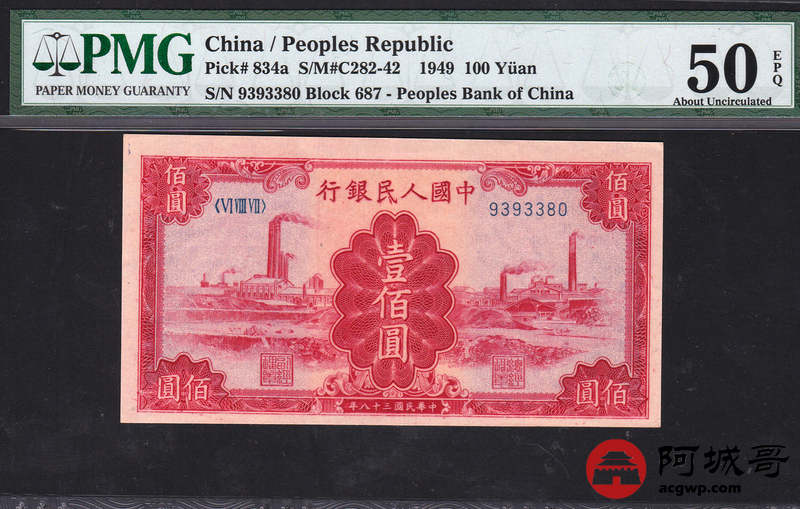 PMG
PAPER MONEY GUARANTY
China / Peoples Republic
Pick# 834a S/M#C282-42 1949 100 Yüan
S/N 9393380 Block 687 - Peoples Bank of China
50
EPQ
About Uncirculated
佰圓
中國人民銀行
佰圓
〈VI VIII VII〉
9393380
壹佰圓
佰圓
中華民國三十八年
佰圓
阿城哥
acgwp.com